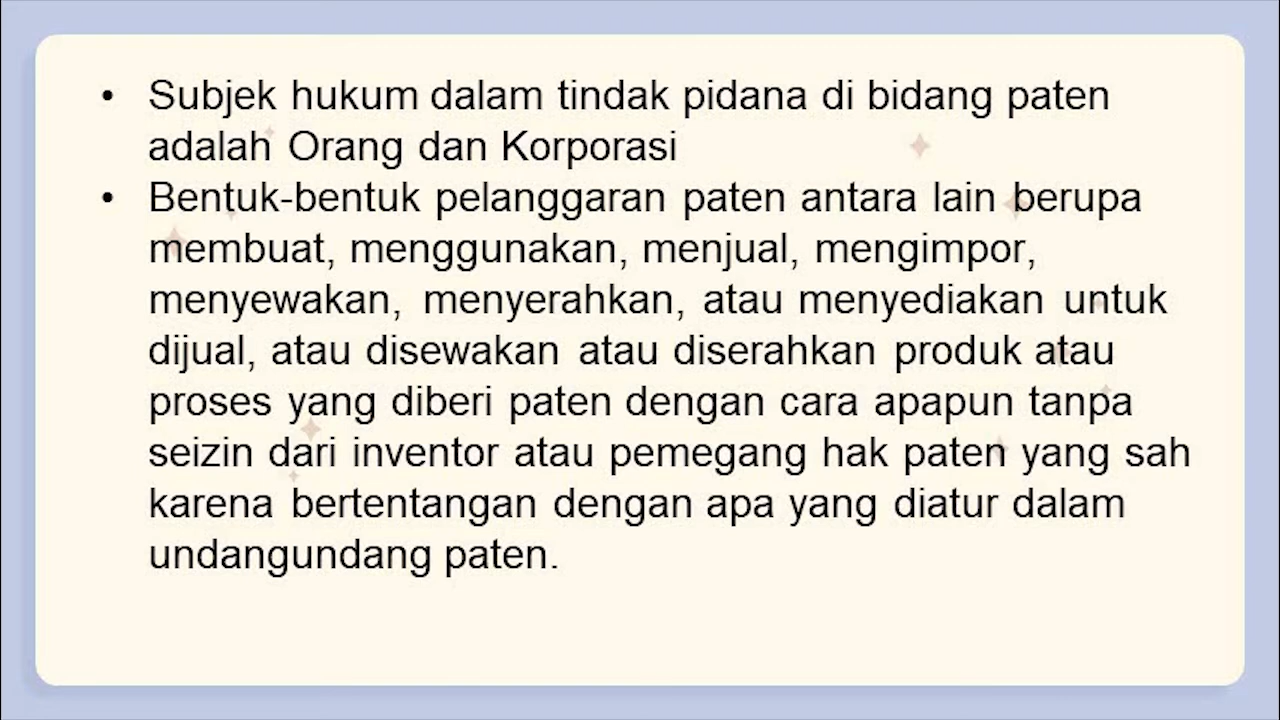 • Subjek hukum dalam tindak pidana di bidang paten
adalah Orang dan Korporasi
• Bentuk-bentuk pelanggaran paten antara lain berupa
membuat, menggunakan, menjual, mengimpor,
menyewakan, menyerahkan, atau menyediakan untuk
dijual, atau disewakan atau diserahkan produk atau
proses yang diberi paten dengan cara apapun tanpa
seizin dari inventor atau pemegang hak paten yang sah
karena bertentangan dengan apa yang diatur dalam
undangundang paten.